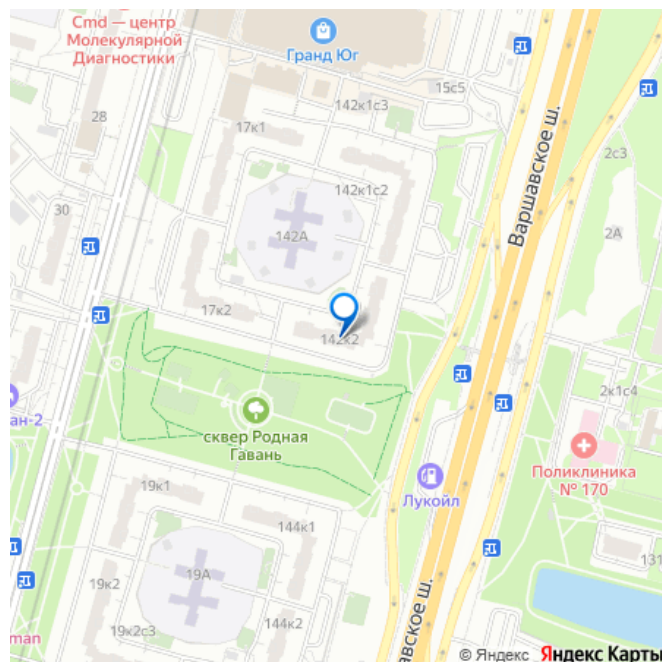 Cmd — центр
Молекулярной
Диагностики
Гранд Юг
15с5
142к1с3
28
17к1
Варшавское ш.
2с3
142к1с2
30
142А
2А
17к2
142к2
2к1с4
ан-2
сквер Родная
Гавань
Поликлиника
№ 170
Лукойл
19к1
144к1
131
19А
19к2
144к2
19к2с3
авское ш.
man
© Яндекс Яндекс Карты